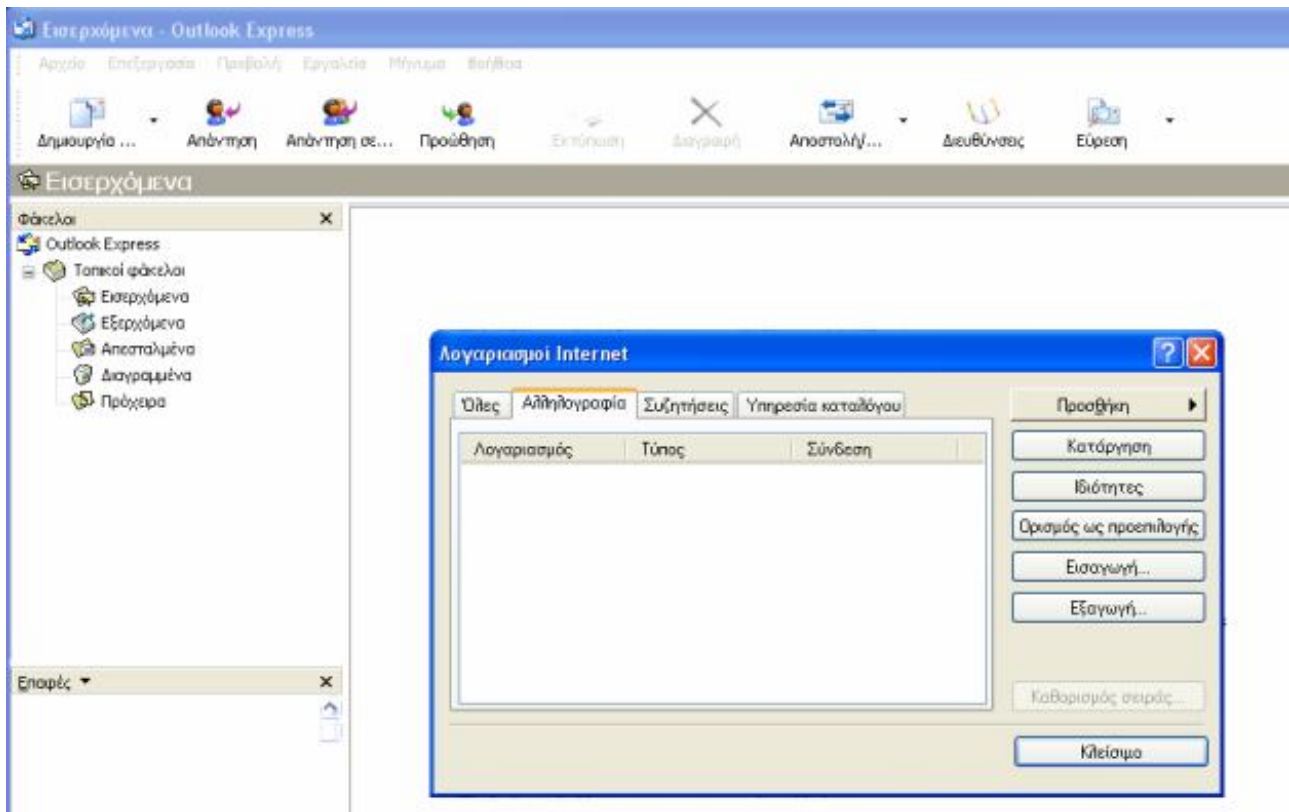 Εισερχόμενα - Outlook Express
Αρχείο Επεξεργασία Προβολή Εργαλεία Μήνυμα Βοήθεια
Δημιουργία ... Απάντηση Απάντηση σε... Προώθηση Εκτύπωση Διαγραφή Αποστολή/... Διευθύνσεις Εύρεση
Εισερχόμενα
Φάκελοι
Outlook Express
Τοπικοί φάκελοι
Εισερχόμενα
Εξερχόμενα
Απεσταλμένα
Διαγραμμένα
Πρόχειρα
Επαφές
Λογαριασμοί Internet
Όλες Αλληλογραφία Συζητήσεις Υπηρεσία καταλόγου
Λογαριασμός Τύπος Σύνδεση
Προσθήκη
Κατάργηση
Ιδιότητες
Ορισμός ως προεπιλογής
Εισαγωγή...
Εξαγωγή...
Καθαρισμός σειράς...
Κλείσιμο